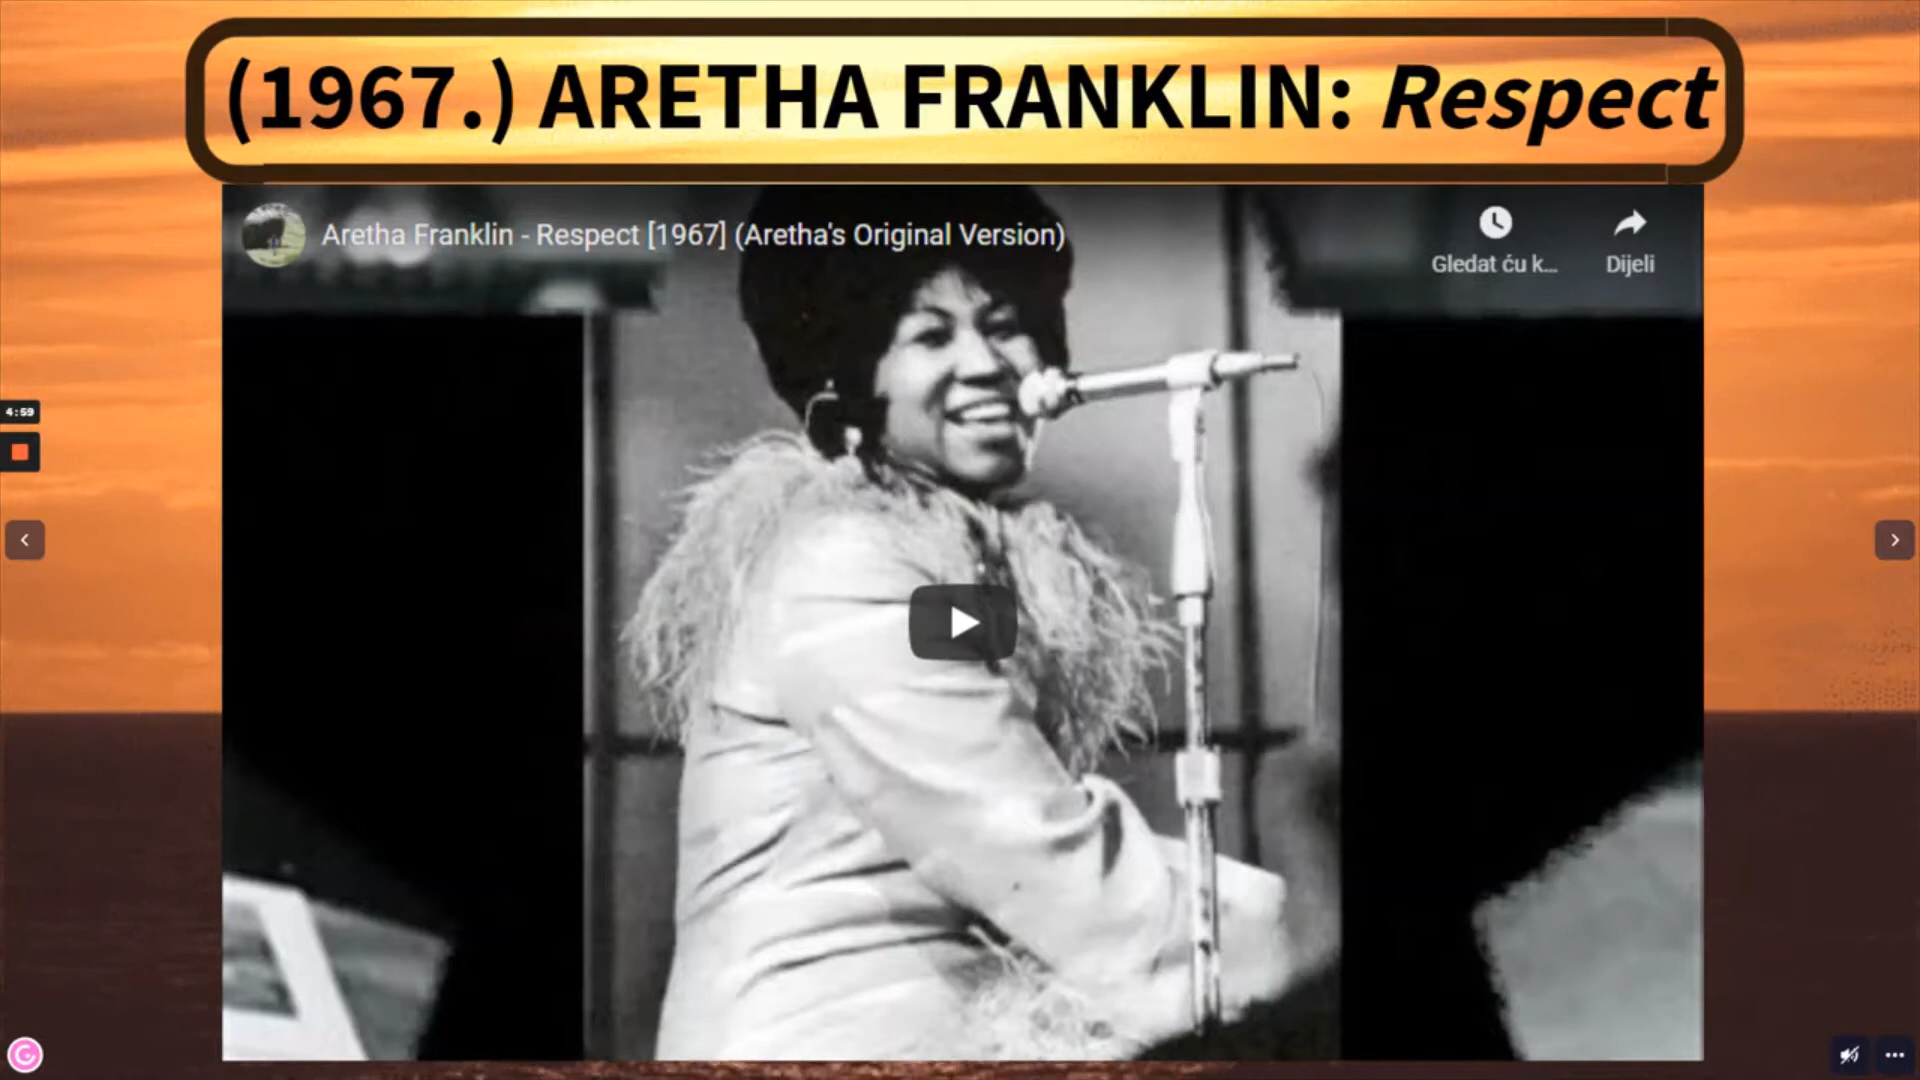 (1967.) ARETHA FRANKLIN: Respect
Aretha Franklin - Respect [1967] (Aretha's Original Version)
Gledat ću k...
Dijeli
4:59